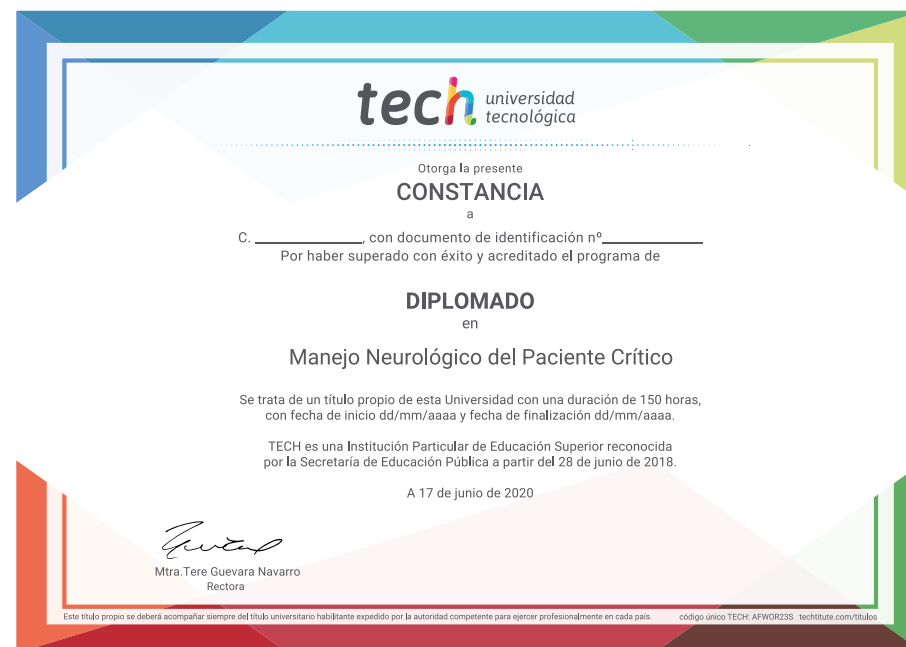 tech universidad
tecnológica
Otorga la presente
CONSTANCIA
a
C. ______________, con documento de identificación nº_____________
Por haber superado con éxito y acreditado el programa de
DIPLOMADO
en
Manejo Neurológico del Paciente Crítico
Se trata de un título propio de esta Universidad con una duración de 150 horas,
con fecha de inicio dd/mm/aaaa y fecha de finalización dd/mm/aaaa.
TECH es una Institución Particular de Educación Superior reconocida
por la Secretaría de Educación Pública a partir del 28 de junio de 2018.
A 17 de junio de 2020
Mtra.Tere Guevara Navarro
Rectora
Este título propio se deberá acompañar siempre del título universitario habilitante expedido por la autoridad competente para ejercer profesionalmente en cada país. código único TECH: AFWOR23S techtitute.com/titulos